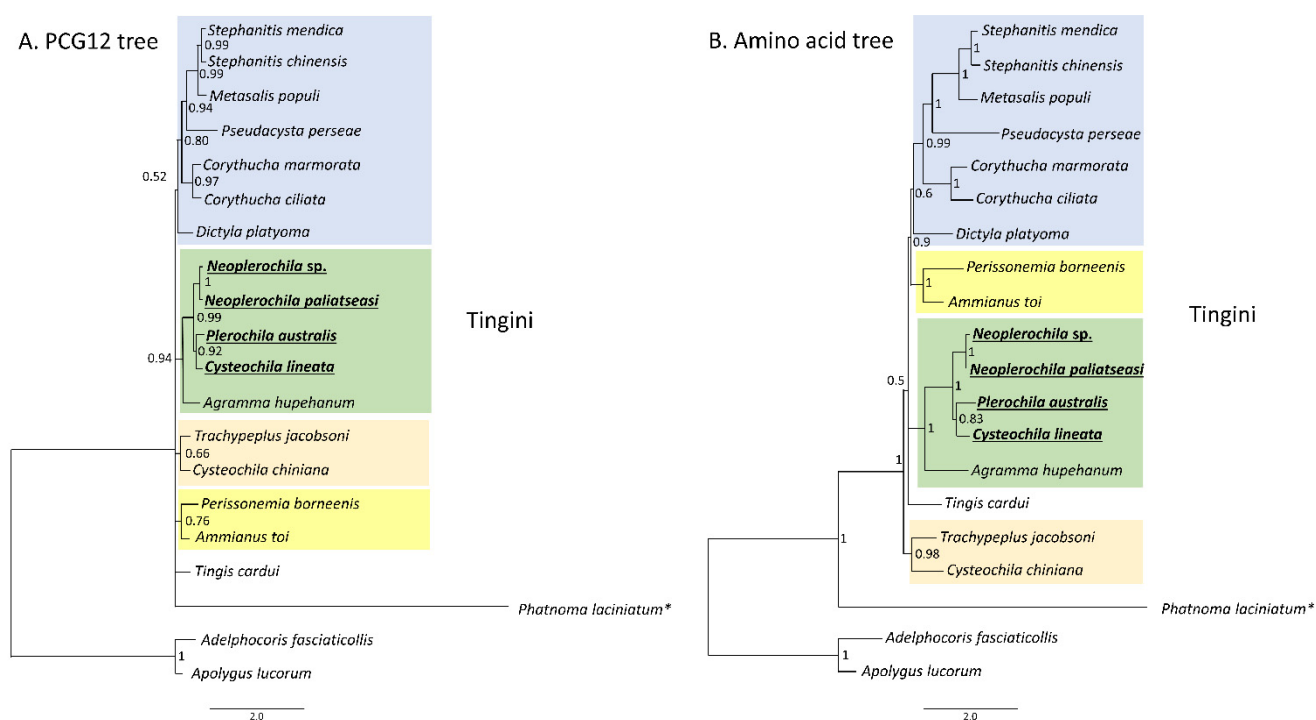 A. PCG12 tree
Stephanitis mendica
0.99
Stephanitis chinensis
0.99
Metasalis populi
0.94
Pseudacysta perseae
0.80
Corythucha marmorata
0.97
0.52
Corythucha ciliata
Dictyla platyoma
Neoplerochila sp.
1
Neoplerochila paliatseasi
0.99
Plerochila australis
0.92
0.94
Cysteochila lineata
Agramma hupehanum
Trachypeplus jacobsoni
0.66
Cysteochila chiniana
Perissonemia borneenis
0.76
Ammianus toi
Tingis cardui
Phatnoma laciniatum*
Adelphocoris fasciaticollis
1
Apolygus lucorum
2.0
Tingini
B. Amino acid tree
Stephanitis mendica
1
Stephanitis chinensis
1
Metasalis populi
1
Pseudacysta perseae
0.99
Corythucha marmorata
1
0.6
Corythucha ciliata
Dictyla platyoma
0.9
Perissonemia borneenis
1
Ammianus toi
Neoplerochila sp.
1
Neoplerochila paliatseasi
0.5
1
Plerochila australis
0.83
1
Cysteochila lineata
1
Agramma hupehanum
Tingis cardui
Trachypeplus jacobsoni
0.98
1
Cysteochila chiniana
Phatnoma laciniatum*
Adelphocoris fasciaticollis
1
Apolygus lucorum
2.0
Tingini